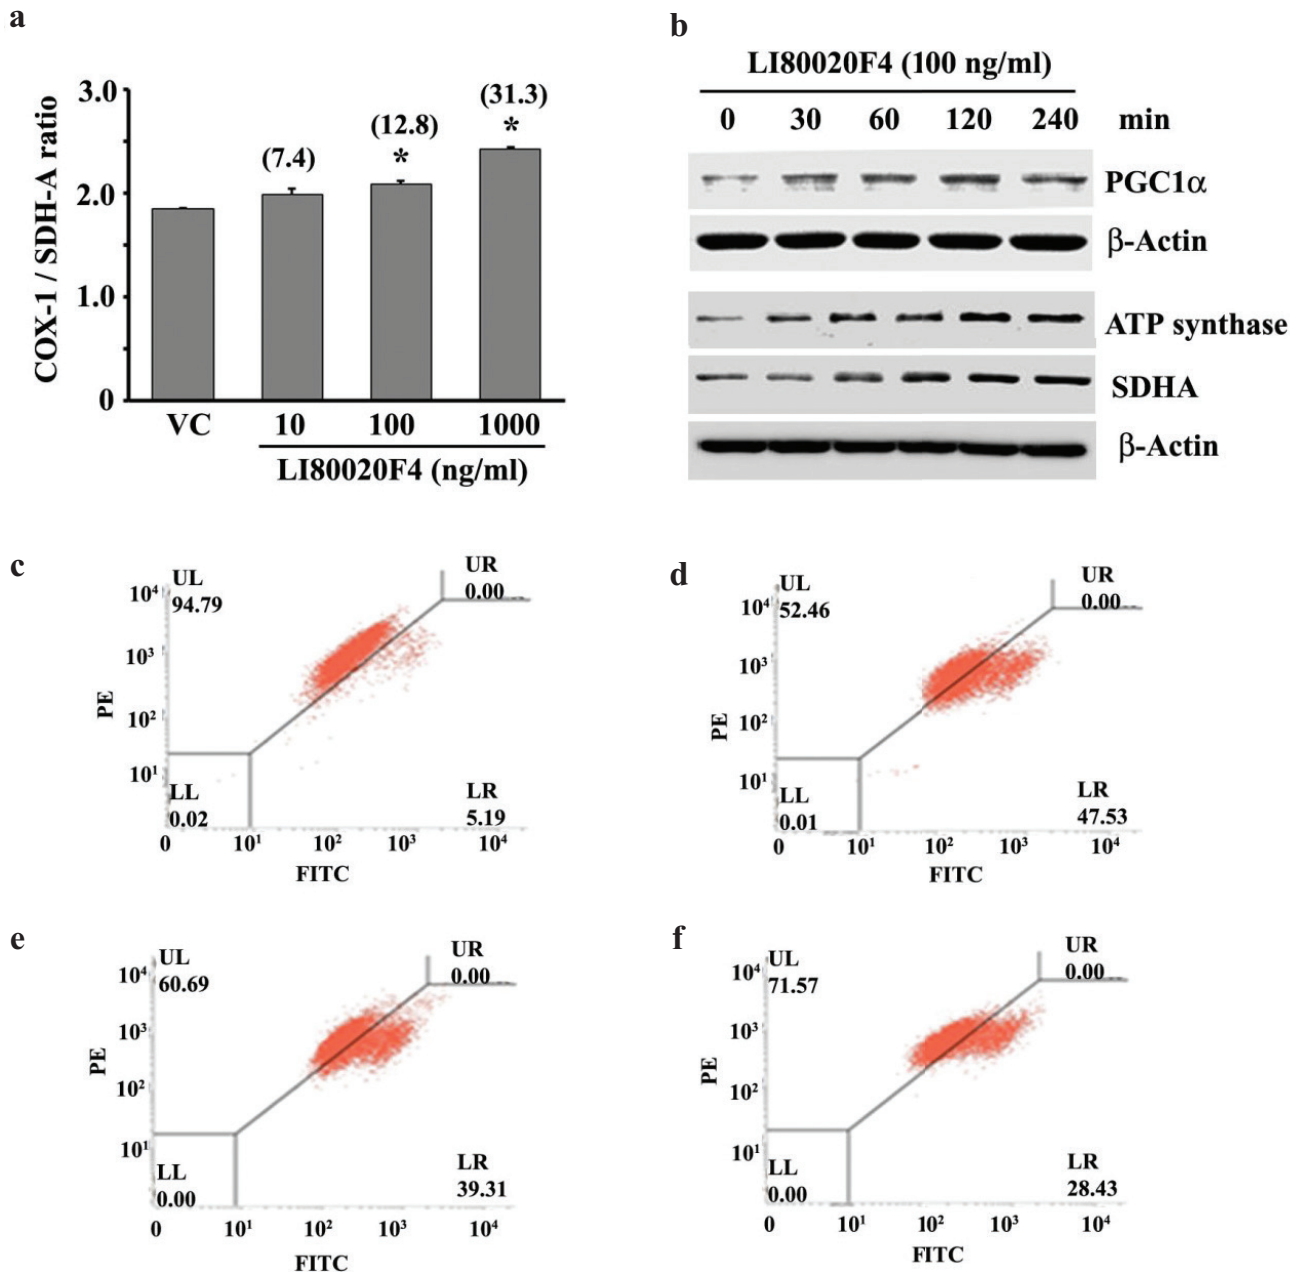 a
COX-1 / SDH-A ratio
3.0
2.0
1.0
0
(7.4)
(12.8)
*
(31.3)
*
VC 10 100 1000
LI80020F4 (ng/ml)
b
LI80020F4 (100 ng/ml)
0 30 60 120 240 min
PGC1α
β-Actin
ATP synthase
SDHA
β-Actin
c
UL
94.79
UR
0.00
LL
0.02
LR
5.19
PE
10⁴
10³
10²
10¹
0 10¹ 10² 10³ 10⁴
FITC
d
UL
52.46
UR
0.00
LL
0.01
LR
47.53
PE
10⁴
10³
10²
10¹
0 10¹ 10² 10³ 10⁴
FITC
e
UL
60.69
UR
0.00
LL
0.00
LR
39.31
PE
10⁴
10³
10²
10¹
0 10¹ 10² 10³ 10⁴
FITC
f
UL
71.57
UR
0.00
LL
0.00
LR
28.43
PE
10⁴
10³
10²
10¹
0 10¹ 10² 10³ 10⁴
FITC